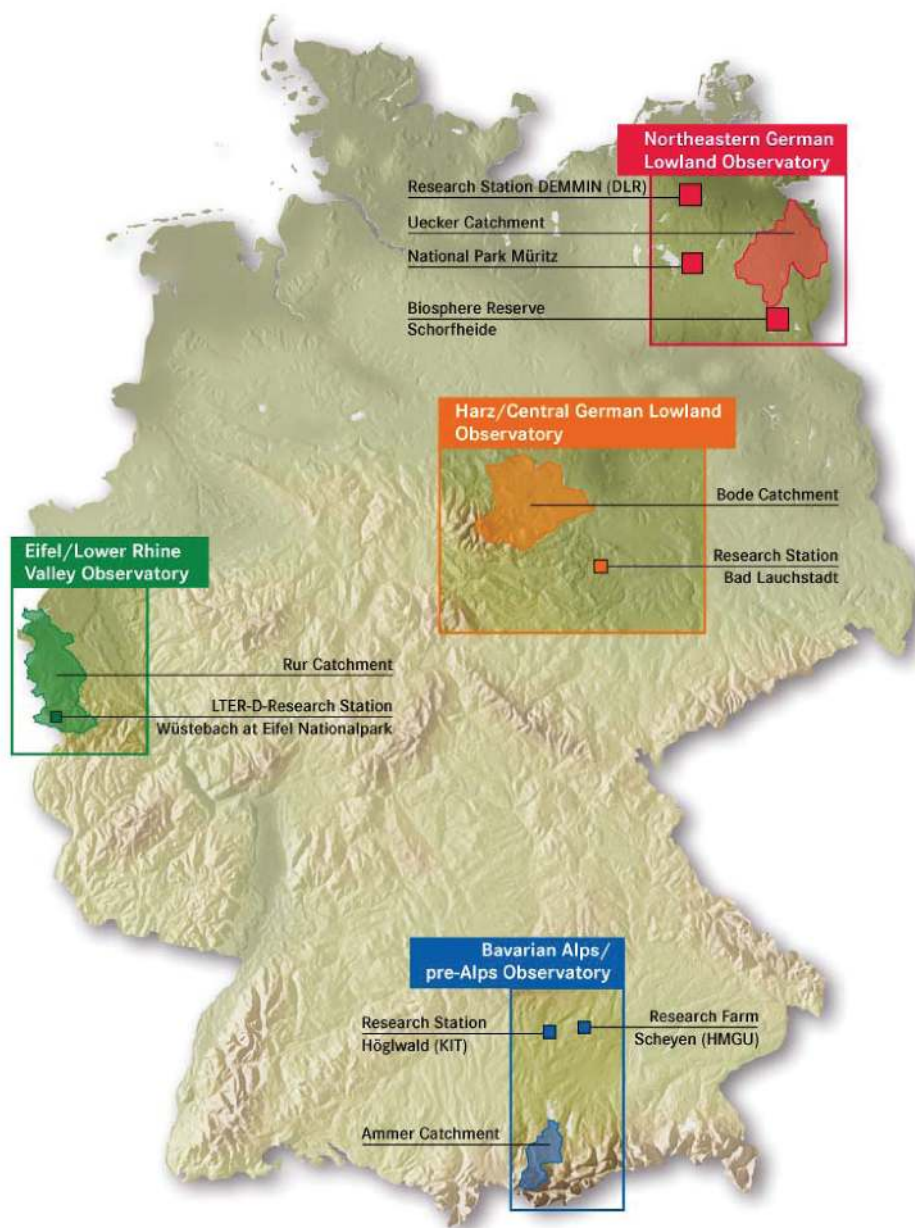 Northeastern German
Lowland Observatory
Research Station DEMMIN (DLR)
Uecker Catchment
National Park Müritz
Biosphere Reserve
Schorfheide
Harz/Central German Lowland
Observatory
Bode Catchment
Research Station
Bad Lauchstadt
Eifel/Lower Rhine
Valley Observatory
Rur Catchment
LTER-D-Research Station
Wüstebach at Eifel Nationalpark
Bavarian Alps/
pre-Alps Observatory
Research Station
Höglwald (KIT)
Research Farm
Scheyen (HMGU)
Ammer Catchment